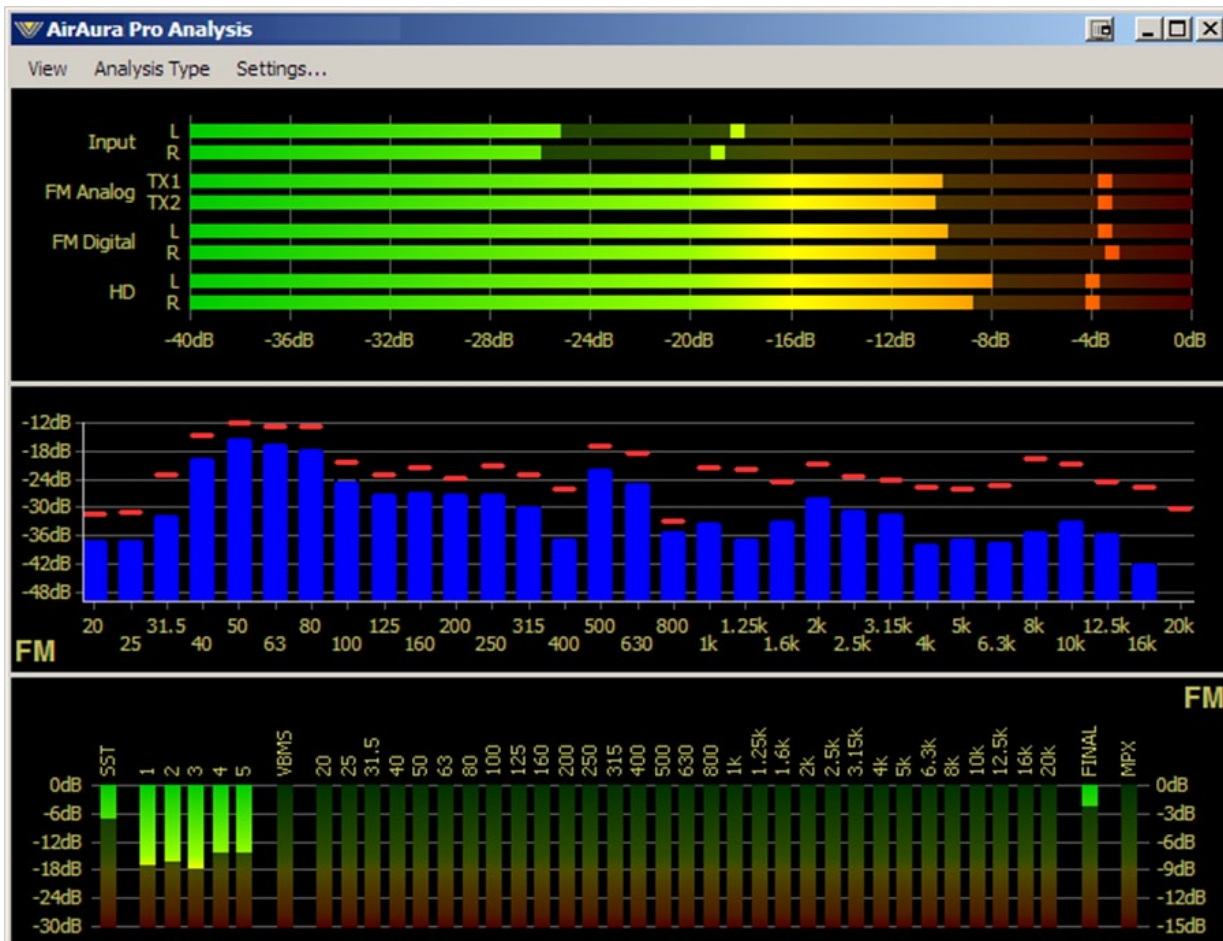 AirAura Pro Analysis
View Analysis Type Settings...
Input L
R
FM Analog TX1
TX2
FM Digital L
R
HD L
R
-40dB -36dB -32dB -28dB -24dB -20dB -16dB -12dB -8dB -4dB 0dB
-12dB
-18dB
-24dB
-30dB
-36dB
-42dB
-48dB
20 31.5 50 80 125 200 315 500 800 1.25k 2k 3.15k 5k 8k 12.5k 20k
25 40 63 100 160 250 400 630 1k 1.6k 2.5k 4k 6.3k 10k 16k
FM
FM
SST 1 2 3 4 5 VBMS 20 25 31.5 40 50 63 80 100 125 160 200 250 315 400 500 630 800 1k 1.25k 1.6k 2k 2.5k 3.15k 4k 5k 6.3k 8k 10k 12.5k 16k 20k FINAL MPX
0dB 0dB
-6dB -3dB
-12dB -6dB
-18dB -9dB
-24dB -12dB
-30dB -15dB